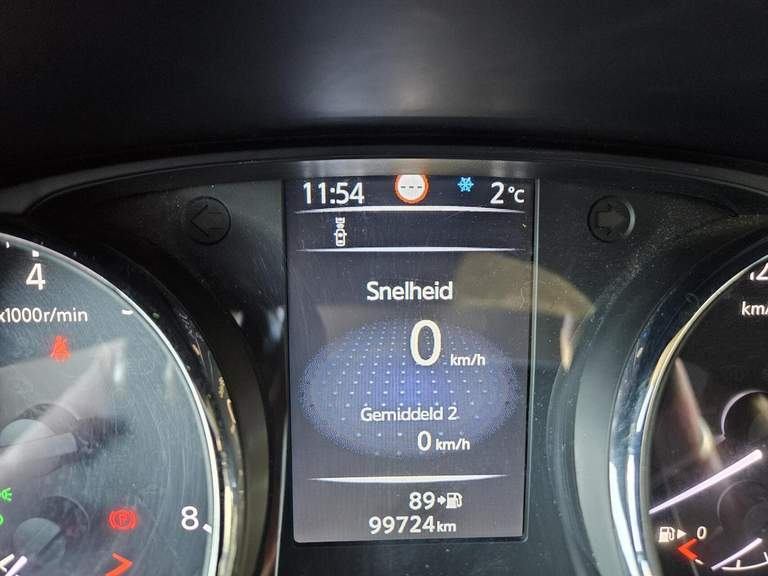 11:54 --- 2°C
Snelheid
0 km/h
Gemiddeld 2
0 km/h
89
99724 km
4
x1000r/min
P
8
km/
0